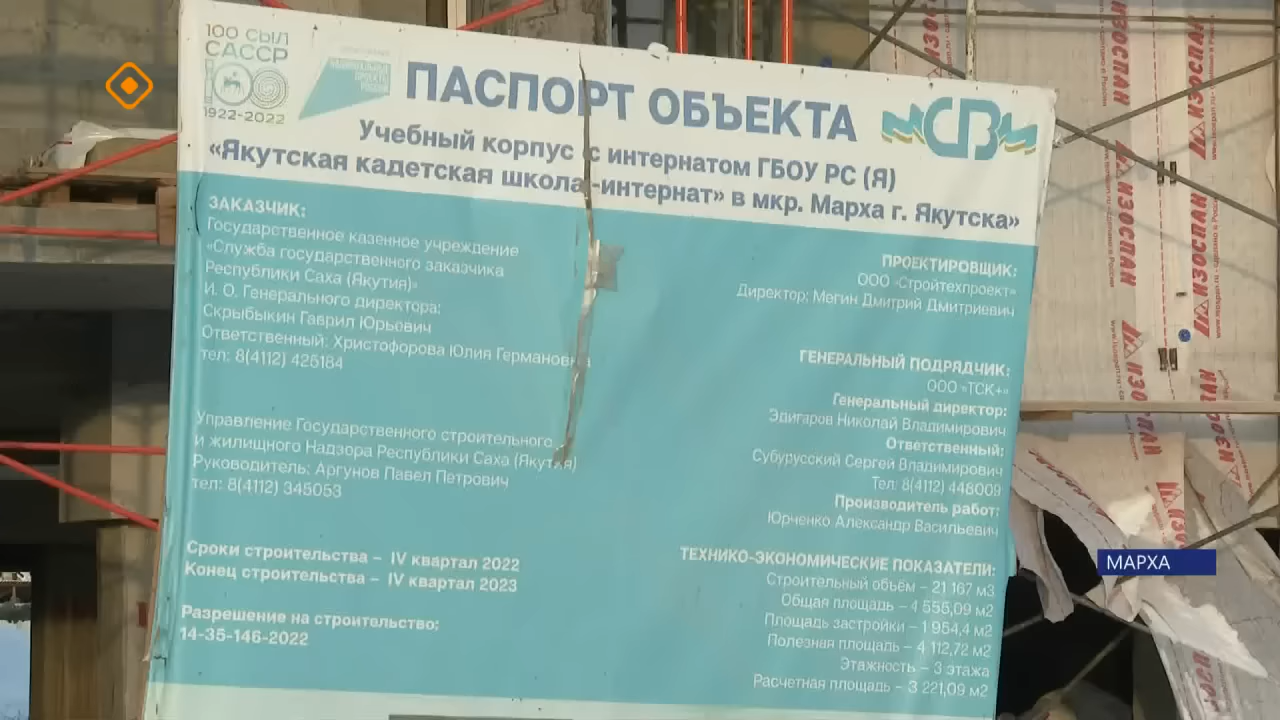 100 СЫЛ
САССР
100
1922-2022
НАЦИОНАЛЬНЫЕ
ПРОЕКТЫ
РОССИИ
ПАСПОРТ ОБЪЕКТА
Учебный корпус с интернатом ГБОУ РС (Я)
«Якутская кадетская школа-интернат» в мкр. Марха г. Якутска»
ЗАКАЗЧИК:
Государственное казенное учреждение
«Служба государственного заказчика
Республики Саха (Якутия)»
И. О. Генерального директора:
Скрыбыкин Гаврил Юрьевич
Ответственный: Христофорова Юлия Германовна
тел: 8(4112) 425184
Управление Государственного строительного
и жилищного Надзора Республики Саха (Якутия)
Руководитель: Аргунов Павел Петрович
тел: 8(4112) 345053
Сроки строительства – IV квартал 2022
Конец строительства – IV квартал 2023
Разрешение на строительство:
14-35-146-2022
ПРОЕКТИРОВЩИК:
ООО «Стройтехпроект»
Директор: Мегин Дмитрий Дмитриевич
ГЕНЕРАЛЬНЫЙ ПОДРЯДЧИК:
ООО «ТСК+»
Генеральный директор:
Эдигаров Николай Владимирович
Ответственный:
Субурусский Сергей Владимирович
Тел: 8(4112) 448009
Производитель работ:
Юрченко Александр Васильевич
ТЕХНИКО-ЭКОНОМИЧЕСКИЕ ПОКАЗАТЕЛИ:
Строительный объём – 21 167 м3
Общая площадь – 4 555,09 м2
Площадь застройки – 1 954,4 м2
Полезная площадь – 4 112,72 м2
Этажность – 3 этажа
Расчетная площадь – 3 221,09 м2
ИЗОСПАН
ИЗОСПАН
ИЗОСПАН
ИЗОСПАН
МАРХА